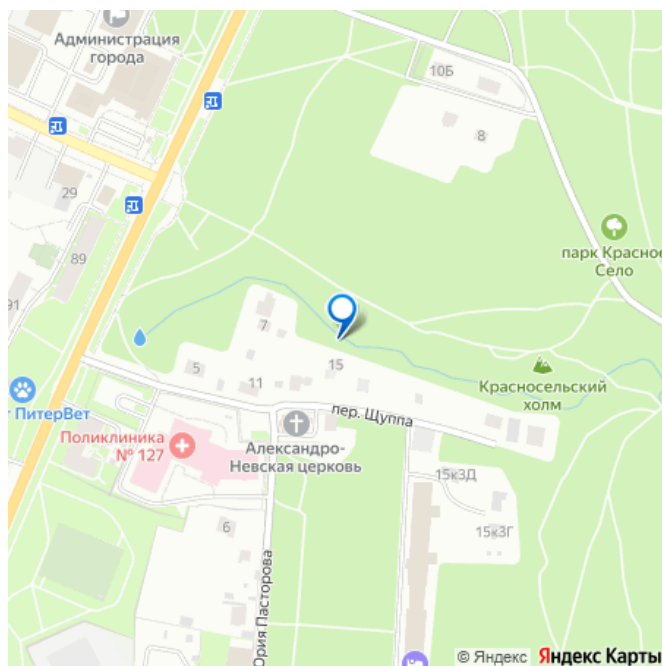 Администрация
города
10Б
8
29
89
91
парк Красное
Село
7
5
11
15
Красносельский
холм
т ПитерВет
пер. Щуппа
Поликлиника
№ 127
Александро-
Невская церковь
15к3Д
15к3Г
6
Юрия Пасторова
© Яндекс Яндекс Карты